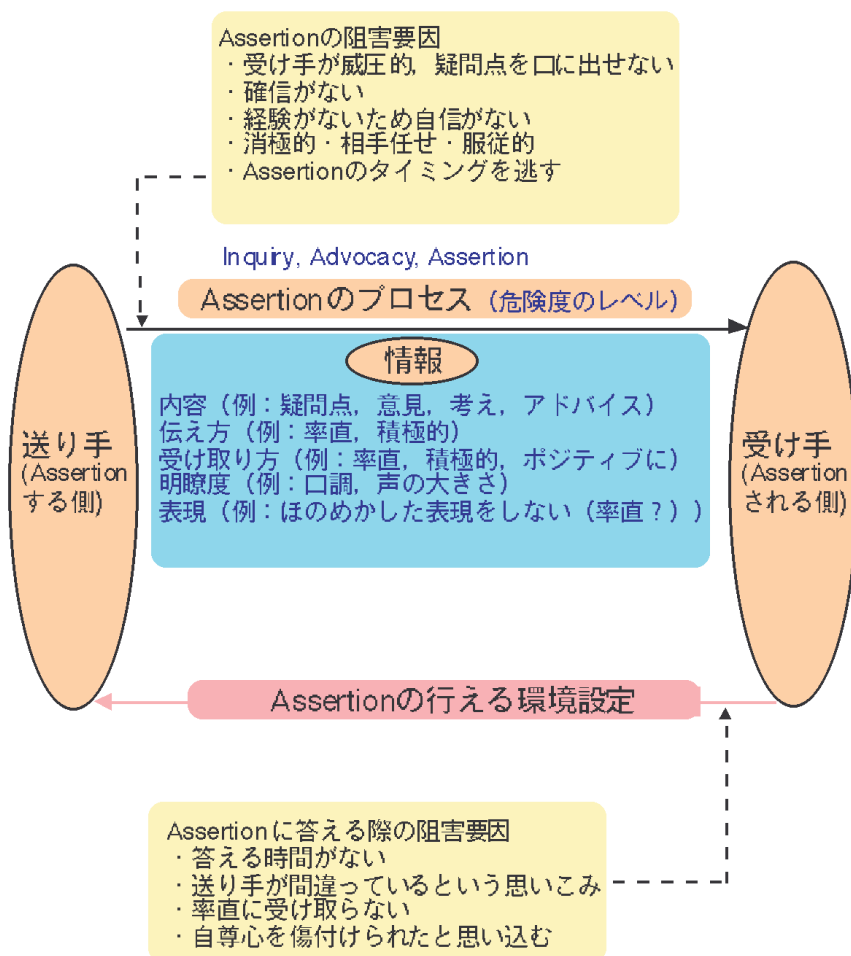 Assertionの阻害要因
・受け手が威圧的，疑問点を口に出せない
・確信がない
・経験がないため自信がない
・消極的・相手任せ・服従的
・Assertionのタイミングを逃す
Inquiry, Advocacy, Assertion
Assertionのプロセス（危険度のレベル）
情報
内容（例：疑問点，意見，考え，アドバイス）
伝え方（例：率直，積極的）
受け取り方（例：率直，積極的，ポジティブに）
明瞭度（例：口調，声の大きさ）
表現（例：ほのめかした表現をしない（率直？））
送り手
(Assertion
する側)
受け手
(Assertion
される側)
Assertionの行える環境設定
Assertionに答える際の阻害要因
・答える時間がない
・送り手が間違っているという思いこみ
・率直に受け取らない
・自尊心を傷付けられたと思い込む